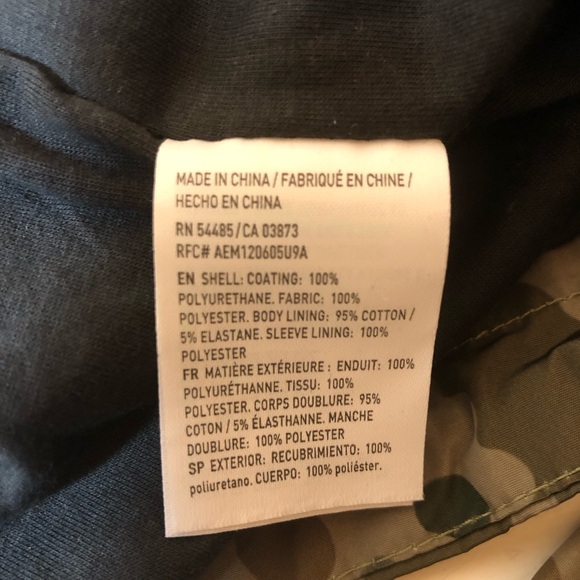 MADE IN CHINA / FABRIQUÉ EN CHINE /
HECHO EN CHINA
RN 54485 / CA 03873
RFC# AEM120605U9A
EN SHELL: COATING: 100%
POLYURETHANE. FABRIC: 100%
POLYESTER. BODY LINING: 95% COTTON /
5% ELASTANE. SLEEVE LINING: 100%
POLYESTER
FR MATIÈRE EXTÉRIEURE : ENDUIT: 100%
POLYURÉTHANNE. TISSU: 100%
POLYESTER. CORPS DOUBLURE: 95%
COTON / 5% ÉLASTHANNE. MANCHE
DOUBLURE: 100% POLYESTER
SP EXTERIOR: RECUBRIMIENTO: 100%
poliuretano. CUERPO: 100% poliéster.